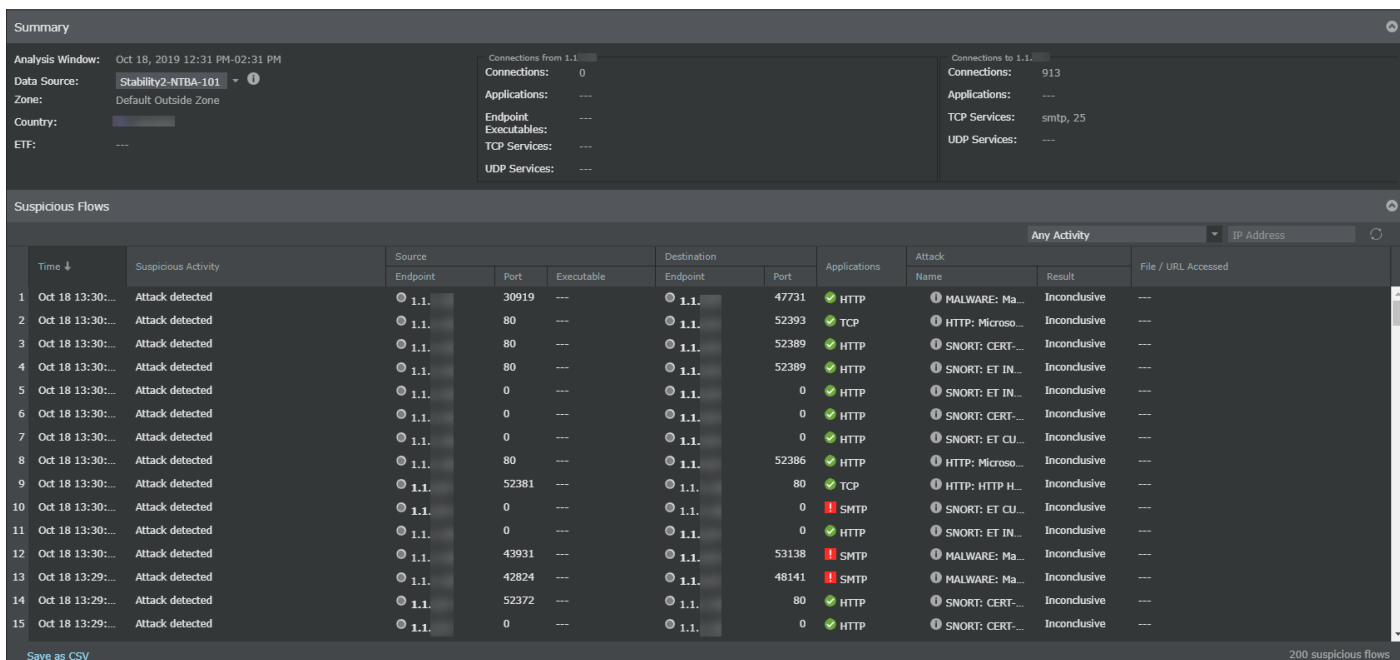 Summary
Analysis Window: Oct 18, 2019 12:31 PM-02:31 PM
Data Source: Stability2-NTBA-101
Zone: Default Outside Zone
Country:
ETF: ---
Connections from 1.1
Connections: 0
Applications: ---
Endpoint Executables: ---
TCP Services: ---
UDP Services: ---
Connections to 1.1.
Connections: 913
Applications: ---
TCP Services: smtp, 25
UDP Services: ---
Suspicious Flows
Any Activity IP Address
Time Suspicious Activity Source Destination Applications Attack File / URL Accessed
Endpoint Port Executable Endpoint Port Name Result
1 Oct 18 13:30:... Attack detected 1.1. 30919 --- 1.1. 47731 HTTP MALWARE: Ma... Inconclusive ---
2 Oct 18 13:30:... Attack detected 1.1. 80 --- 1.1. 52393 TCP HTTP: Microso... Inconclusive ---
3 Oct 18 13:30:... Attack detected 1.1. 80 --- 1.1. 52389 HTTP SNORT: CERT-... Inconclusive ---
4 Oct 18 13:30:... Attack detected 1.1. 80 --- 1.1. 52389 HTTP SNORT: ET IN... Inconclusive ---
5 Oct 18 13:30:... Attack detected 1.1. 0 --- 1.1. 0 HTTP SNORT: ET IN... Inconclusive ---
6 Oct 18 13:30:... Attack detected 1.1. 0 --- 1.1. 0 HTTP SNORT: CERT-... Inconclusive ---
7 Oct 18 13:30:... Attack detected 1.1. 0 --- 1.1. 0 HTTP SNORT: ET CU... Inconclusive ---
8 Oct 18 13:30:... Attack detected 1.1. 80 --- 1.1. 52386 HTTP HTTP: Microso... Inconclusive ---
9 Oct 18 13:30:... Attack detected 1.1. 52381 --- 1.1. 80 TCP HTTP: HTTP H... Inconclusive ---
10 Oct 18 13:30:... Attack detected 1.1. 0 --- 1.1. 0 SMTP SNORT: ET CU... Inconclusive ---
11 Oct 18 13:30:... Attack detected 1.1. 0 --- 1.1. 0 HTTP SNORT: ET IN... Inconclusive ---
12 Oct 18 13:30:... Attack detected 1.1. 43931 --- 1.1. 53138 SMTP MALWARE: Ma... Inconclusive ---
13 Oct 18 13:29:... Attack detected 1.1. 42824 --- 1.1. 48141 SMTP MALWARE: Ma... Inconclusive ---
14 Oct 18 13:29:... Attack detected 1.1. 52372 --- 1.1. 80 HTTP SNORT: CERT-... Inconclusive ---
15 Oct 18 13:29:... Attack detected 1.1. 0 --- 1.1. 0 HTTP SNORT: CERT-... Inconclusive ---
Save as CSV 200 suspicious flows